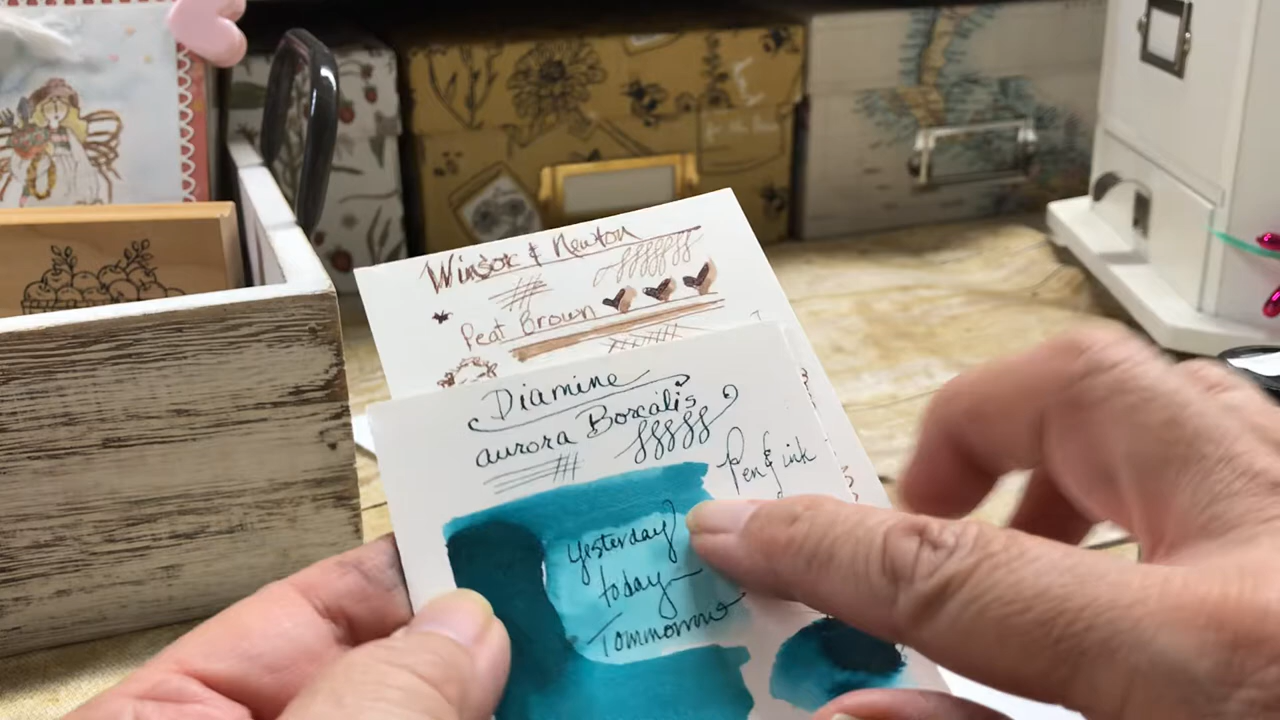 Winsor & Newton
Peat Brown
Diamine
aurora Borealis
Pen & ink
Yesterday
today
Tommorrow